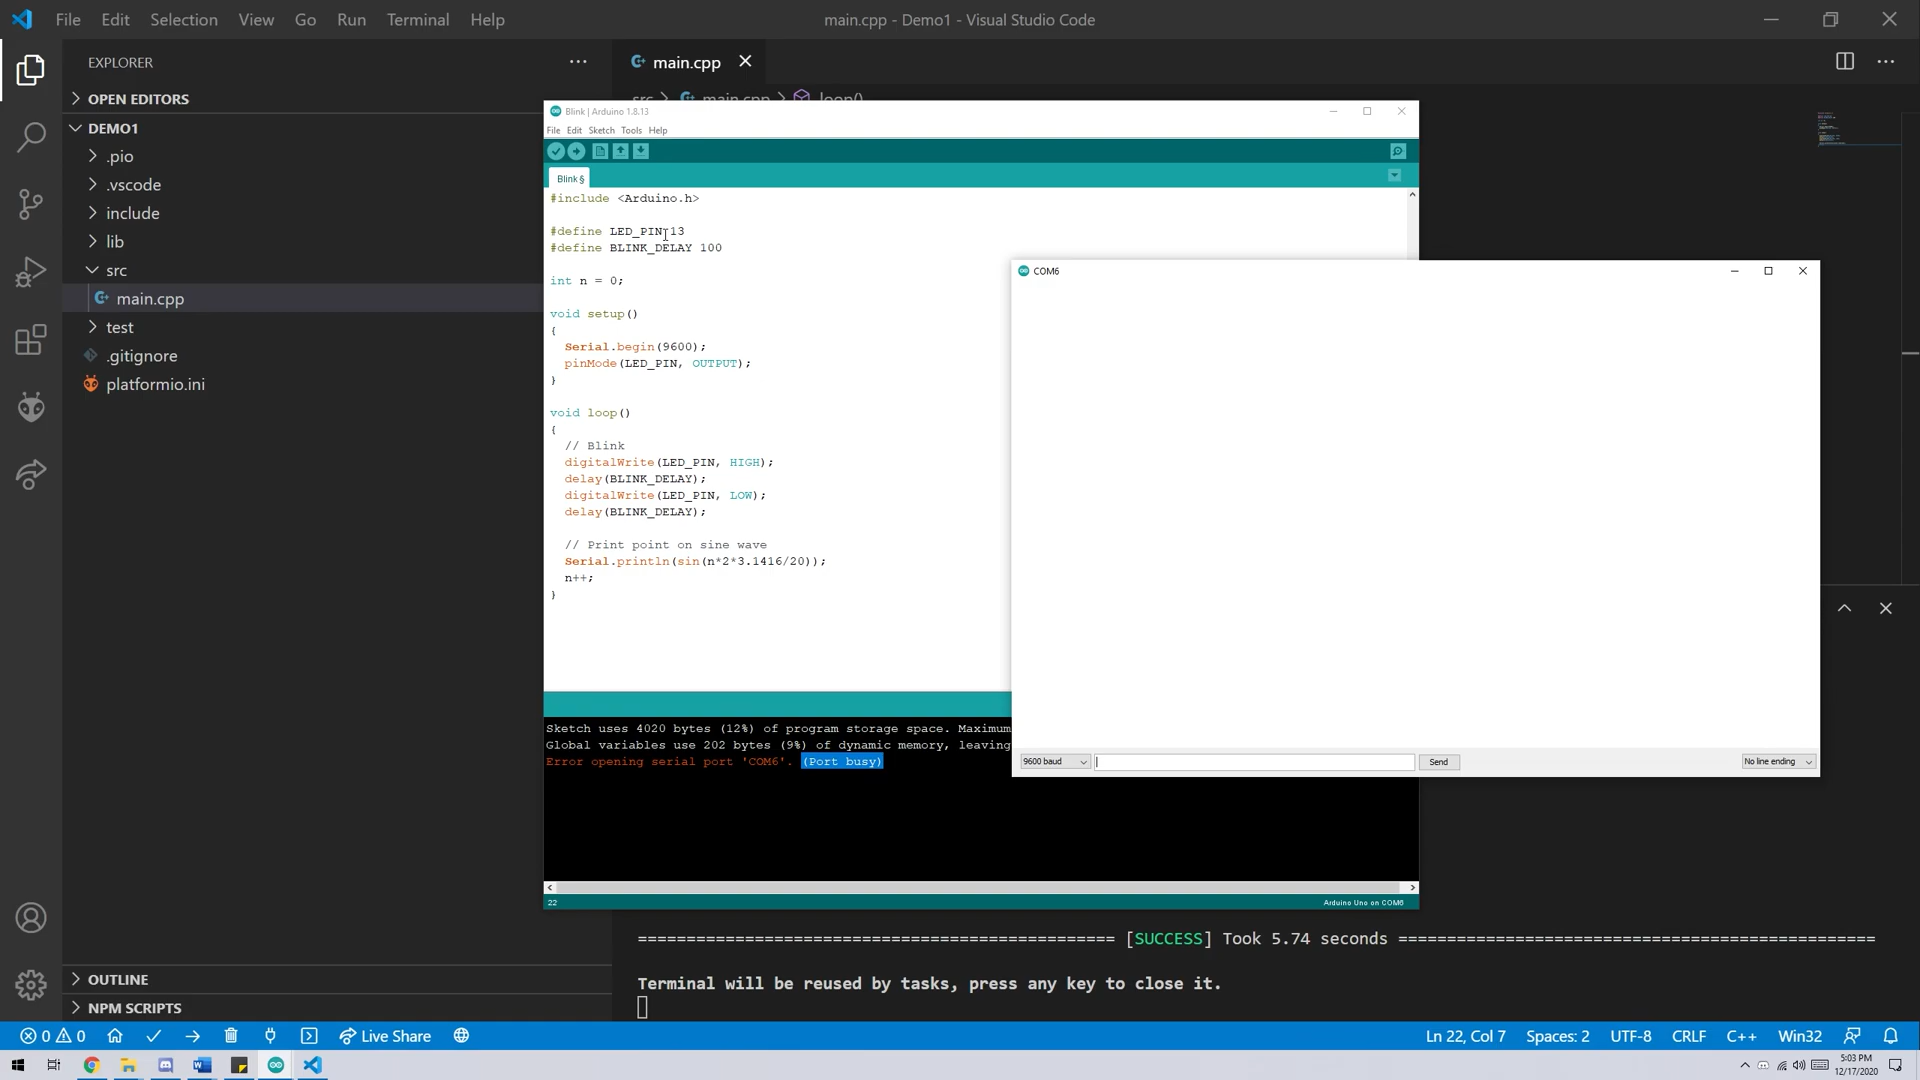 File Edit Selection View Go Run Terminal Help
main.cpp - Demo1 - Visual Studio Code
EXPLORER
OPEN EDITORS
DEMO1
.pio
.vscode
include
lib
src
main.cpp
test
.gitignore
platformio.ini
OUTLINE
NPM SCRIPTS
main.cpp
src > main.cpp > loop()
Blink | Arduino 1.8.13
File Edit Sketch Tools Help
Blink §
#include <Arduino.h>
#define LED_PIN 13
#define BLINK_DELAY 100
int n = 0;
void setup()
{
Serial.begin(9600);
pinMode(LED_PIN, OUTPUT);
}
void loop()
{
// Blink
digitalWrite(LED_PIN, HIGH);
delay(BLINK_DELAY);
digitalWrite(LED_PIN, LOW);
delay(BLINK_DELAY);
// Print point on sine wave
Serial.println(sin(n*2*3.1416/20));
n++;
}
Sketch uses 4020 bytes (12%) of program storage space. Maximum
Global variables use 202 bytes (9%) of dynamic memory, leaving
Error opening serial port 'COM6'. (Port busy)
22
Arduino Uno on COM6
COM6
9600 baud
Send
No line ending
[SUCCESS] Took 5.74 seconds
Terminal will be reused by tasks, press any key to close it.
0 0
Live Share
Ln 22, Col 7 Spaces: 2 UTF-8 CRLF C++ Win32
5:03 PM
12/17/2020